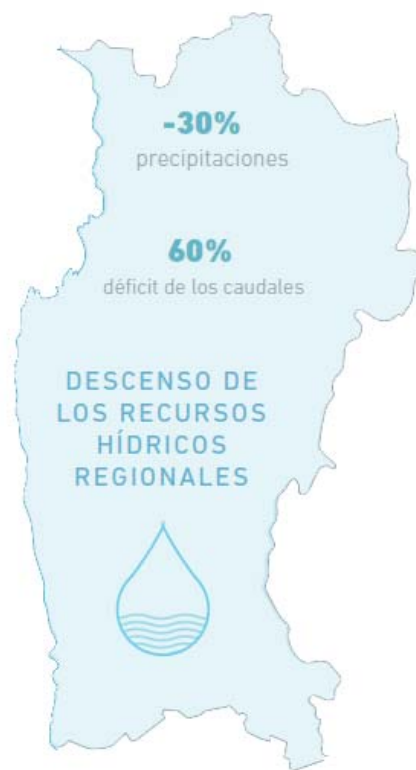 -30%
precipitaciones
60%
déficit de los caudales
DESCENSO DE
LOS RECURSOS
HÍDRICOS
REGIONALES